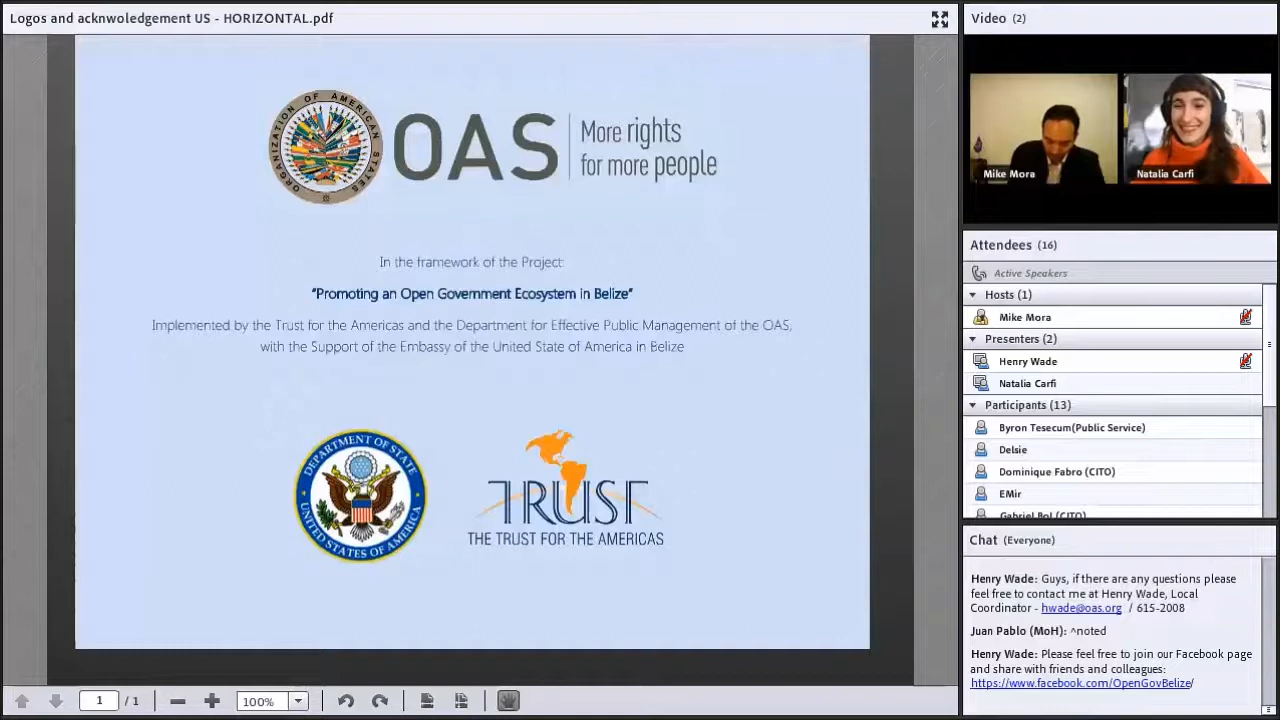 Logos and acknwoledgement US - HORIZONTAL.pdf
ORGANIZATION OF AMERICAN STATES
OAS
More rights
for more people
In the framework of the Project:
“Promoting an Open Government Ecosystem in Belize”
Implemented by the Trust for the Americas and the Department for Effective Public Management of the OAS,
with the Support of the Embassy of the United State of America in Belize
DEPARTMENT OF STATE
UNITED STATES OF AMERICA
TRUST
THE TRUST FOR THE AMERICAS
1 / 1
100%
Video (2)
Mike Mora
Natalia Carfi
Attendees (16)
Active Speakers
Hosts (1)
Mike Mora
Presenters (2)
Henry Wade
Natalia Carfi
Participants (13)
Byron Tesecum(Public Service)
Delsie
Dominique Fabro (CITO)
EMir
Gabriel Bol (CITO)
Chat (Everyone)
Henry Wade: Guys, if there are any questions please
feel free to contact me at Henry Wade, Local
Coordinator - hwade@oas.org / 615-2008
Juan Pablo (MoH): ^noted
Henry Wade: Please feel free to join our Facebook page
and share with friends and colleagues:
https://www.facebook.com/OpenGovBelize/